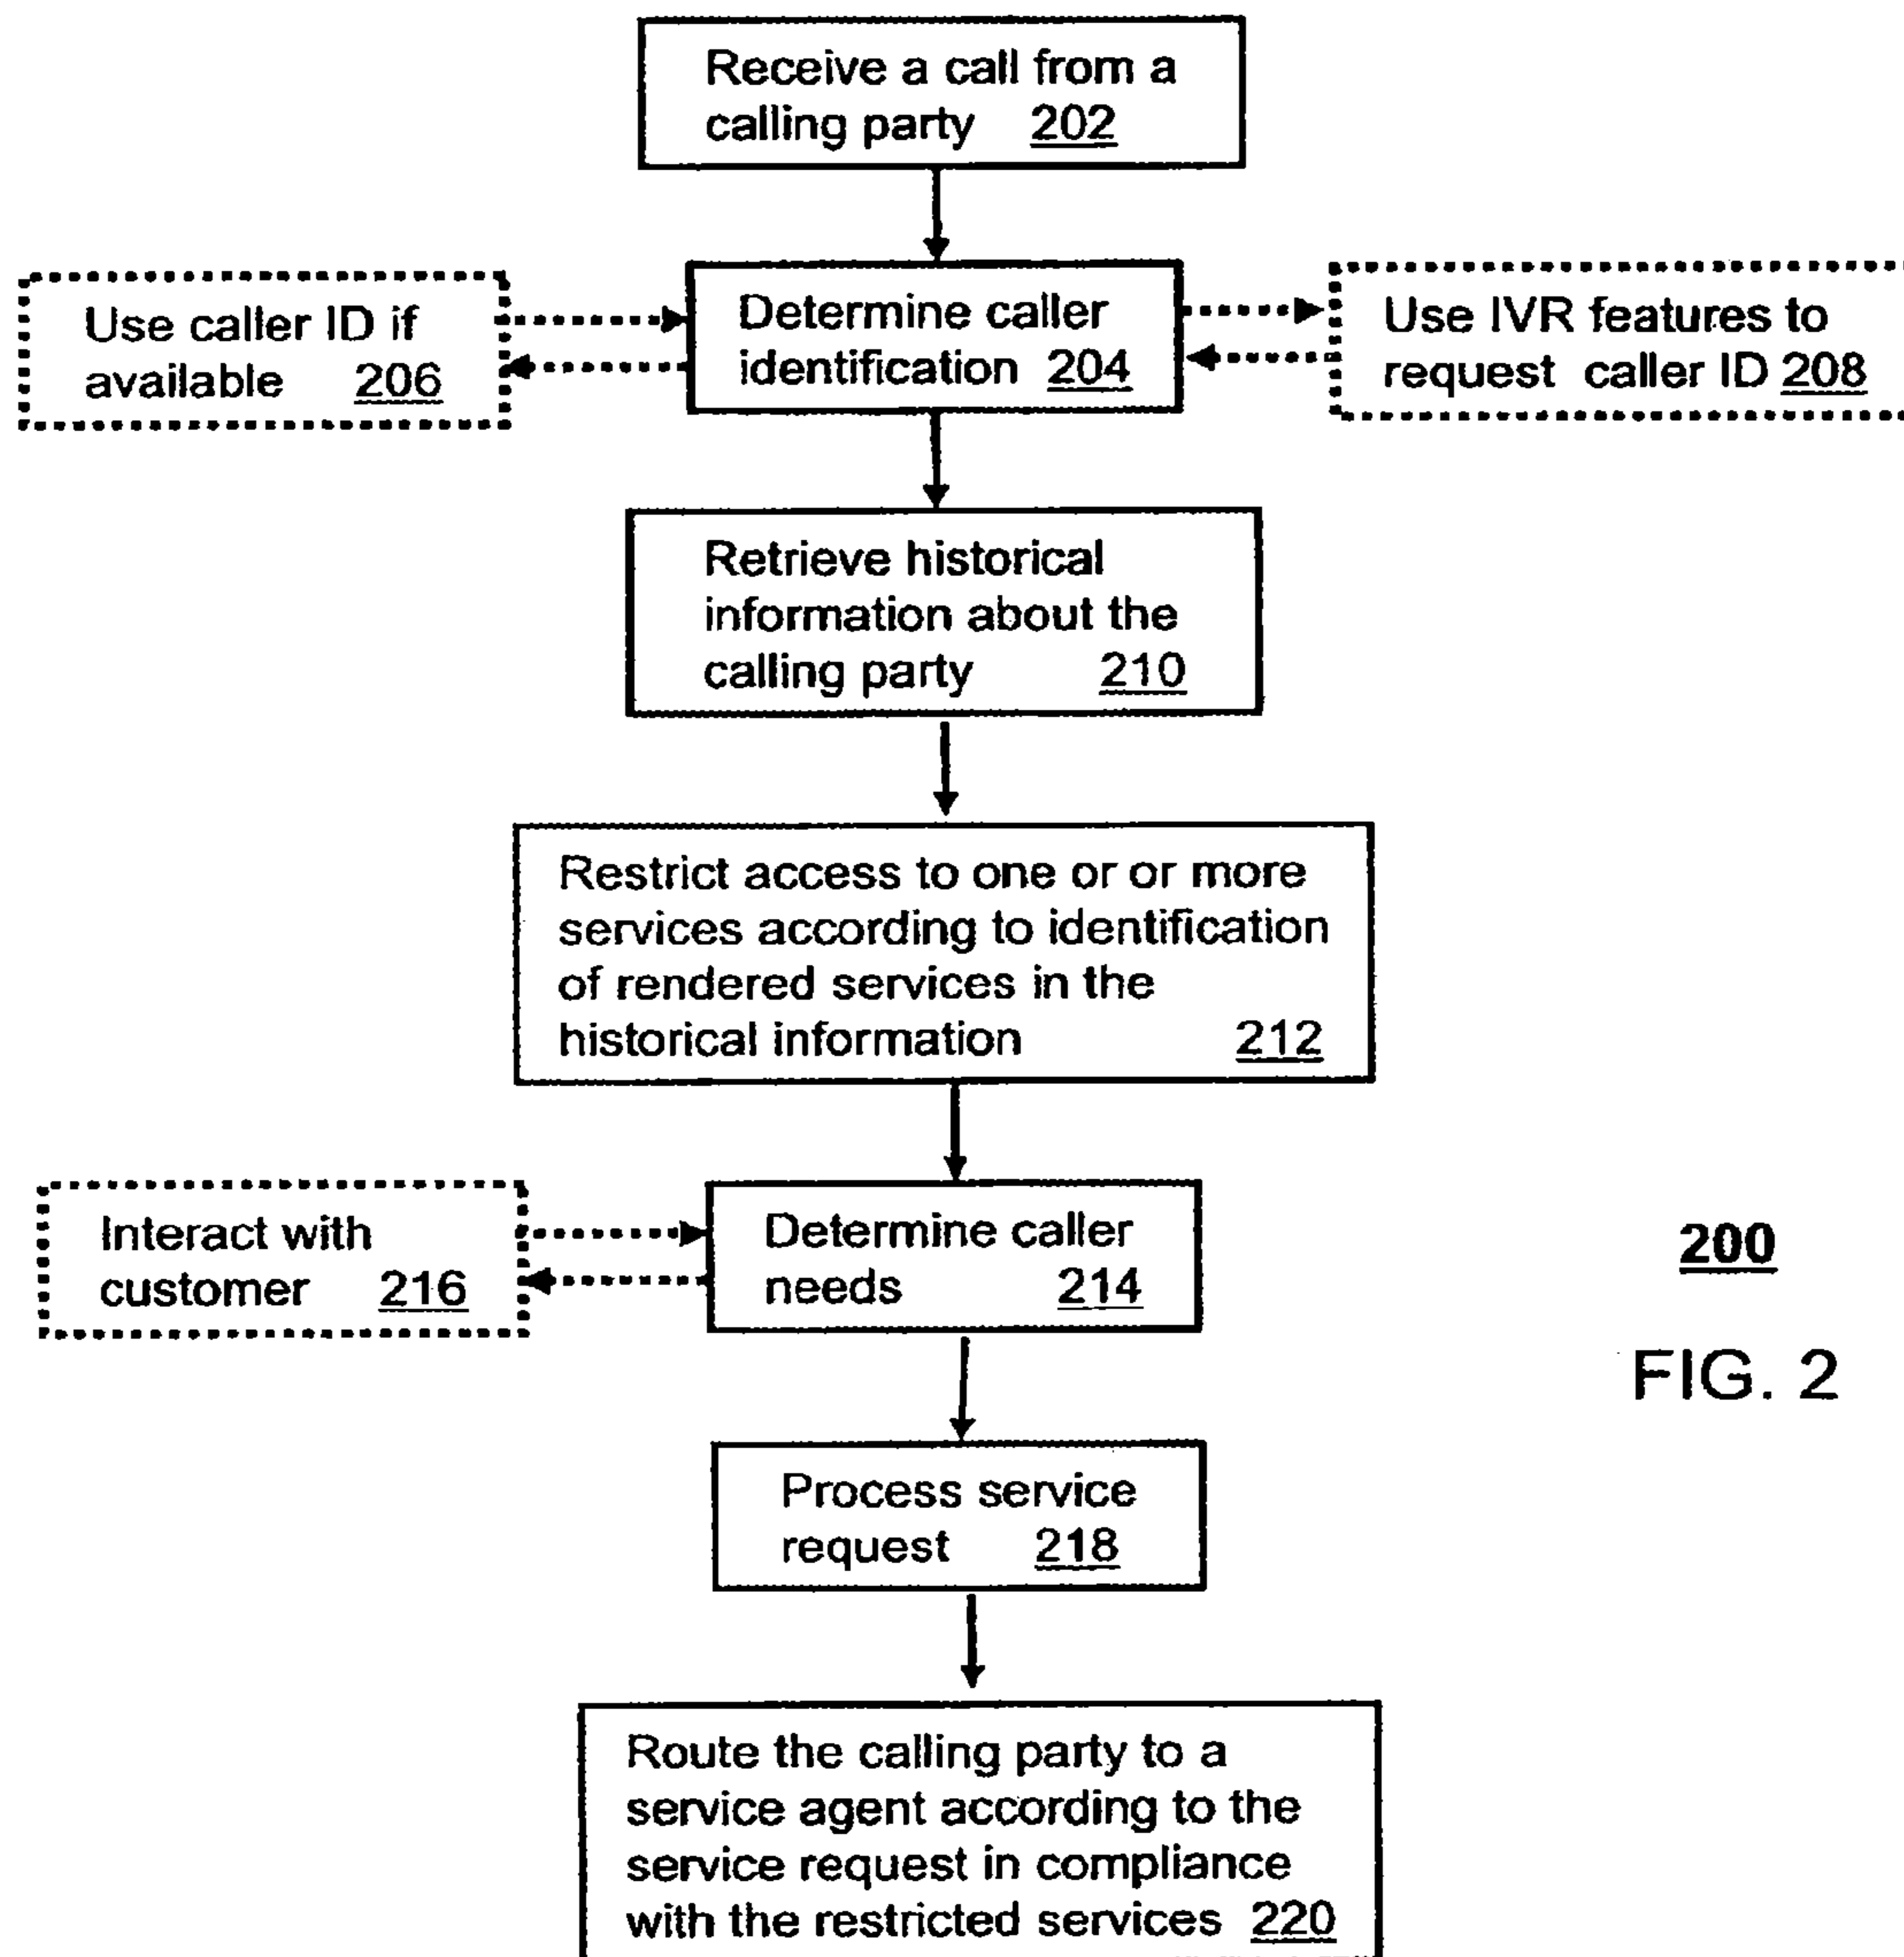 Receive a call from a
calling party 202
Use caller ID if
available 206
Determine caller
identification 204
Use IVR features to
request caller ID 208
Retrieve historical
information about the
calling party 210
Restrict access to one or or more
services according to identification
of rendered services in the
historical information 212
Interact with
customer 216
Determine caller
needs 214
200
FIG. 2
Process service
request 218
Route the calling party to a
service agent according to the
service request in compliance
with the restricted services 220